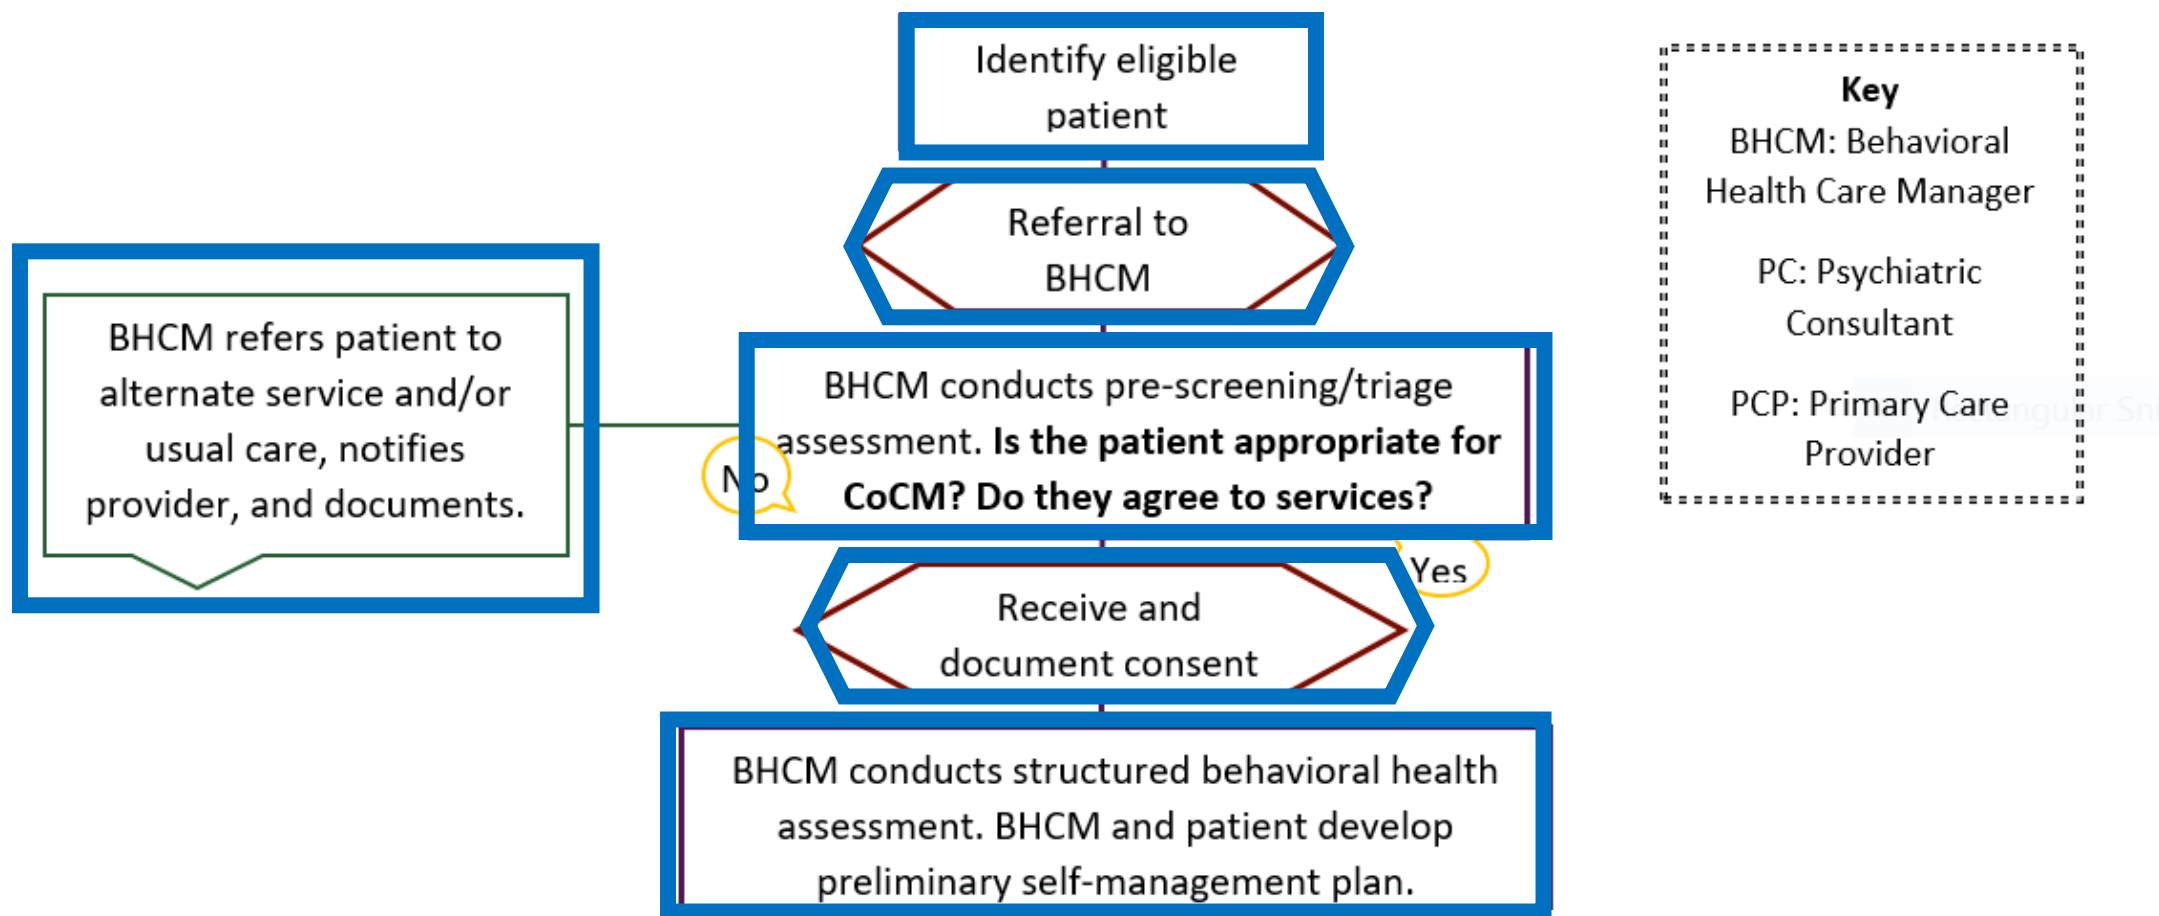 Identify eligible
patient
Referral to
BHCM
BHCM refers patient to
alternate service and/or
usual care, notifies
provider, and documents.
BHCM conducts pre-screening/triage
assessment. Is the patient appropriate for
CoCM? Do they agree to services?
No
Yes
Receive and
document consent
BHCM conducts structured behavioral health
assessment. BHCM and patient develop
preliminary self-management plan.
Key
BHCM: Behavioral
Health Care Manager
PC: Psychiatric
Consultant
PCP: Primary Care
Provider